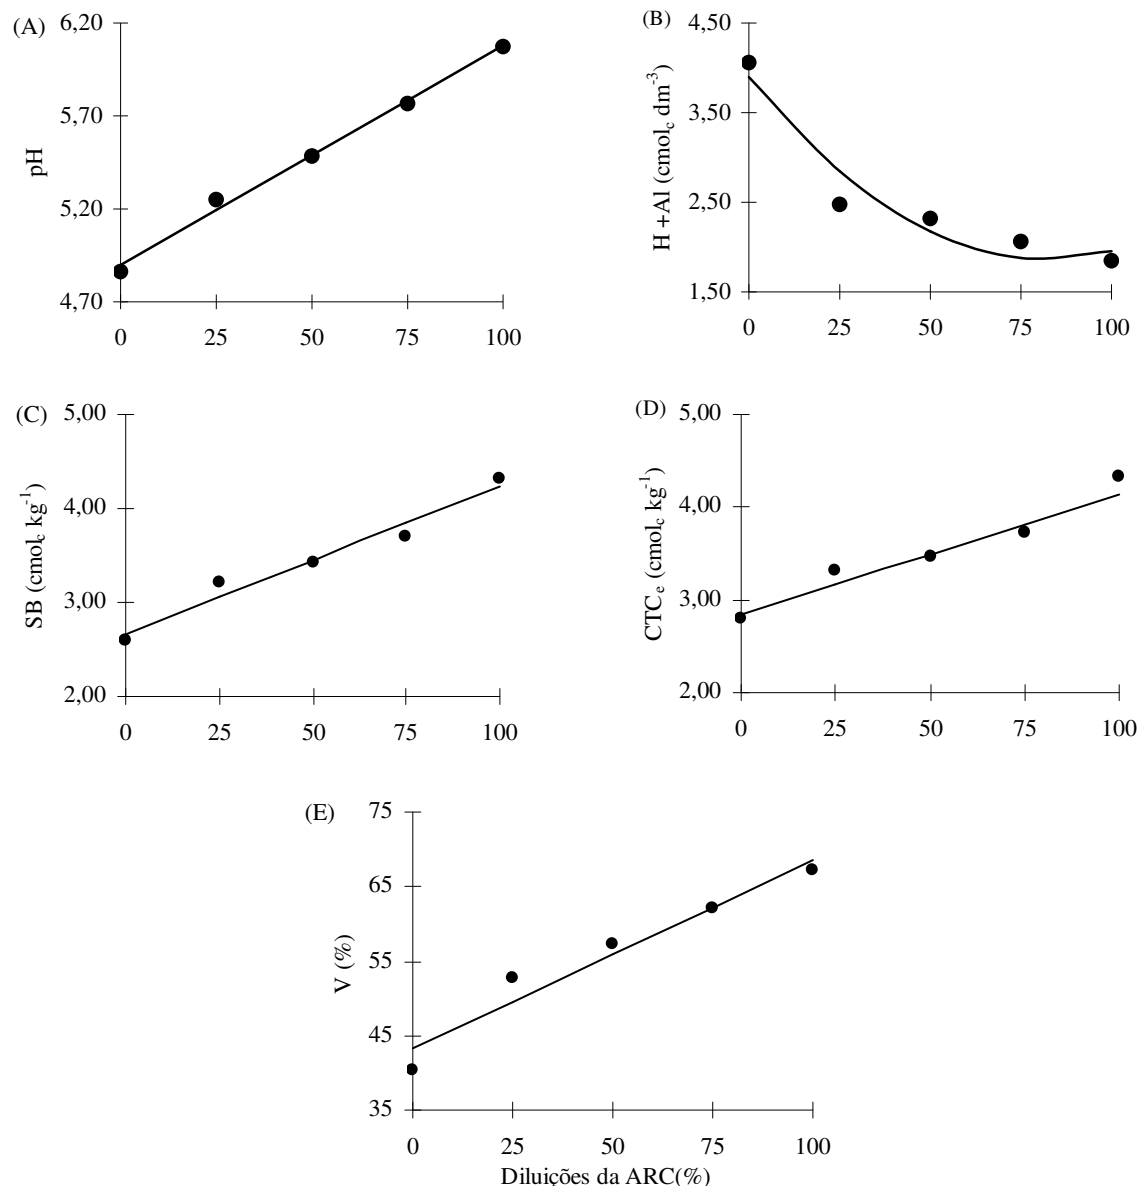 (A)
6,20
5,70
5,20
4,70
pH
0 25 50 75 100
(B)
4,50
3,50
2,50
1,50
H +Al (cmolc dm-3)
0 25 50 75 100
(C)
5,00
4,00
3,00
2,00
SB (cmolc kg-1)
0 25 50 75 100
(D)
5,00
4,00
3,00
2,00
CTCe (cmolc kg-1)
0 25 50 75 100
(E)
75
65
55
45
35
V (%)
0 25 50 75 100
Diluições da ARC(%)